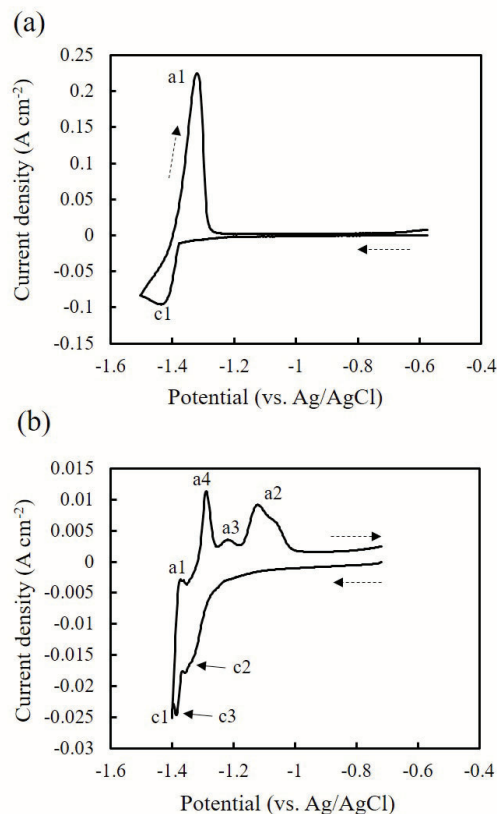 (a)
0.25
0.2
0.15
0.1
0.05
0
-0.05
-0.1
-0.15
a1
c1
-1.6 -1.4 -1.2 -1 -0.8 -0.6 -0.4
Current density (A cm-2)
Potential (vs. Ag/AgCl)
(b)
0.015
0.01
0.005
0
-0.005
-0.01
-0.015
-0.02
-0.025
-0.03
a4
a2
a3
a1
c2
c1
c3
-1.6 -1.4 -1.2 -1 -0.8 -0.6 -0.4
Current density (A cm-2)
Potential (vs. Ag/AgCl)